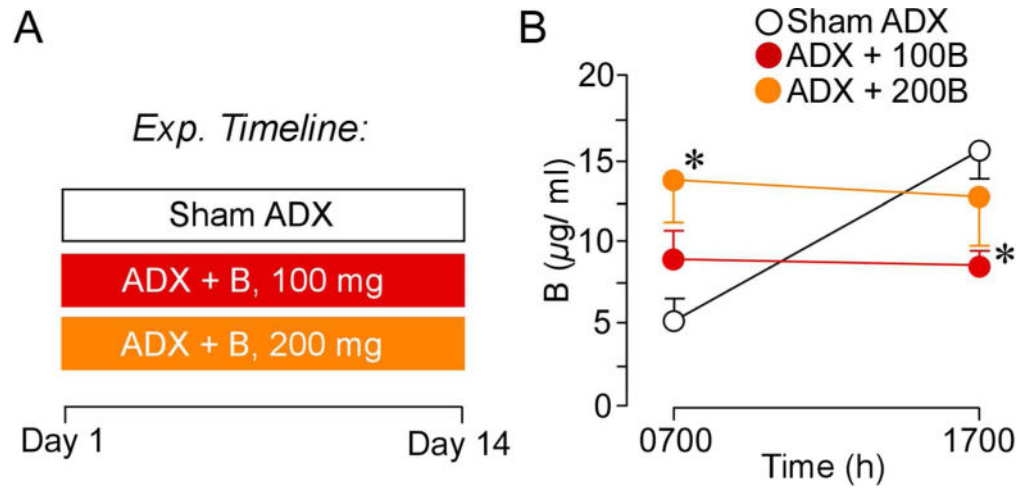 A
Exp. Timeline:
Sham ADX
ADX + B, 100 mg
ADX + B, 200 mg
Day 1
Day 14
B
Sham ADX
ADX + 100B
ADX + 200B
B (µg/ ml)
20
15
10
5
0
*
*
0700
1700
Time (h)